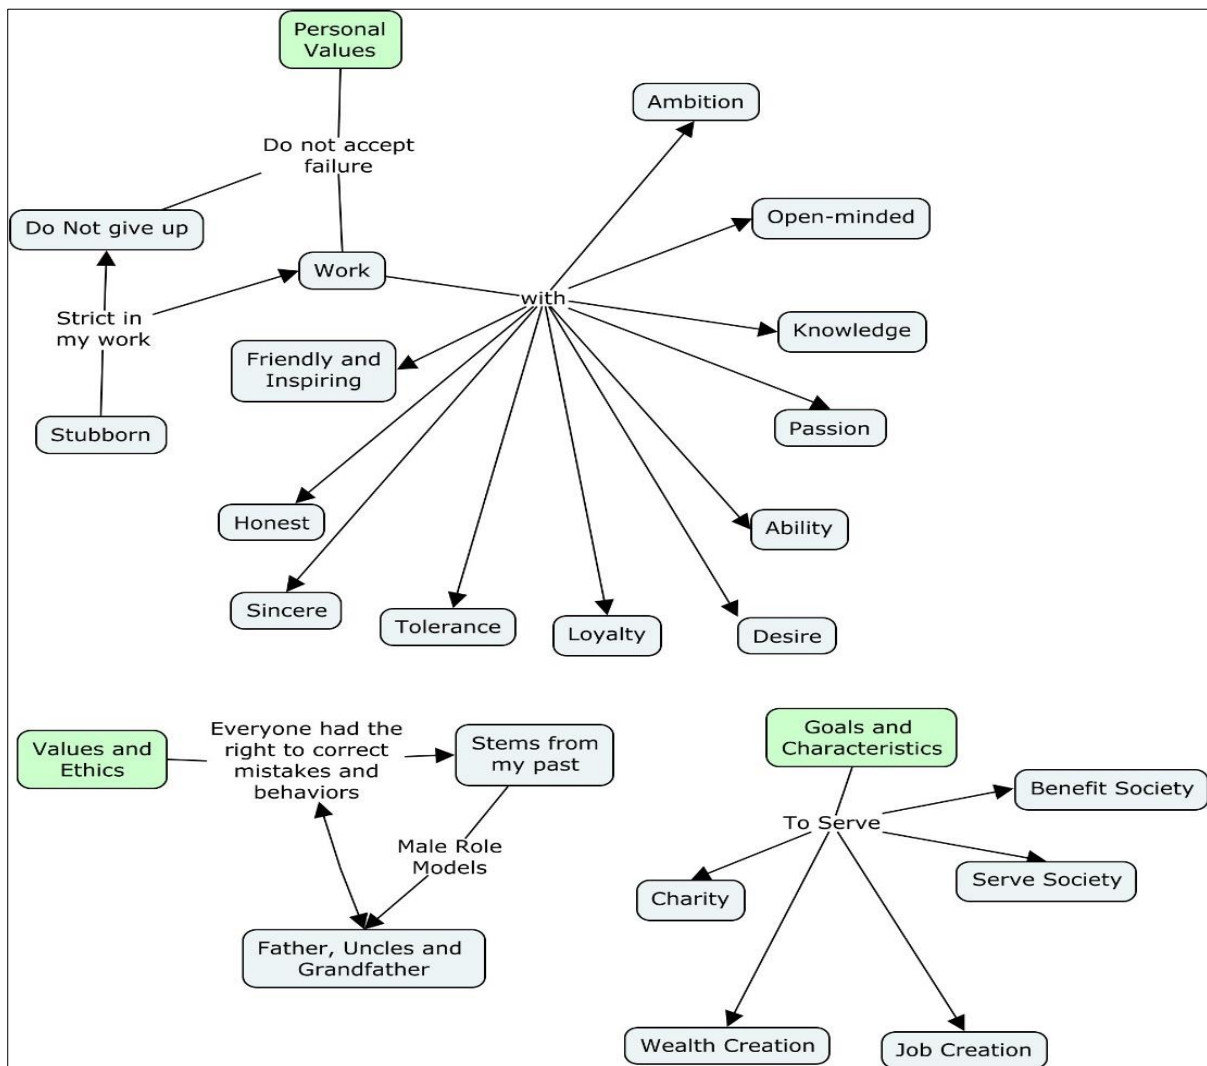 Personal
Values
Ambition
Do not accept
failure
Do Not give up
Open-minded
Work
with
Strict in
my work
Knowledge
Friendly and
Inspiring
Stubborn
Passion
Honest
Ability
Sincere
Tolerance
Loyalty
Desire
Values and
Ethics
Everyone had the
right to correct
mistakes and
behaviors
Stems from
my past
Male Role
Models
Father, Uncles and
Grandfather
Goals and
Characteristics
To Serve
Benefit Society
Serve Society
Charity
Wealth Creation
Job Creation